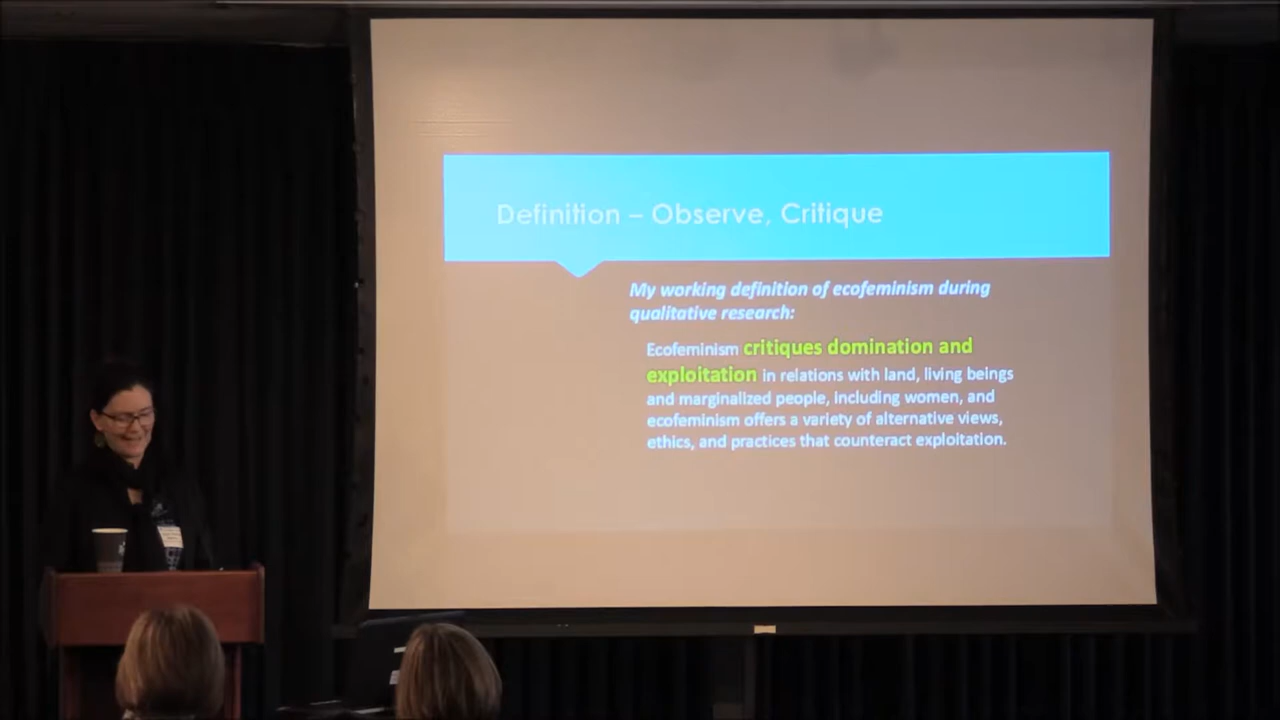 Definition – Observe, Critique
My working definition of ecofeminism during
qualitative research:
Ecofeminism critiques domination and
exploitation in relations with land, living beings
and marginalized people, including women, and
ecofeminism offers a variety of alternative views,
ethics, and practices that counteract exploitation.